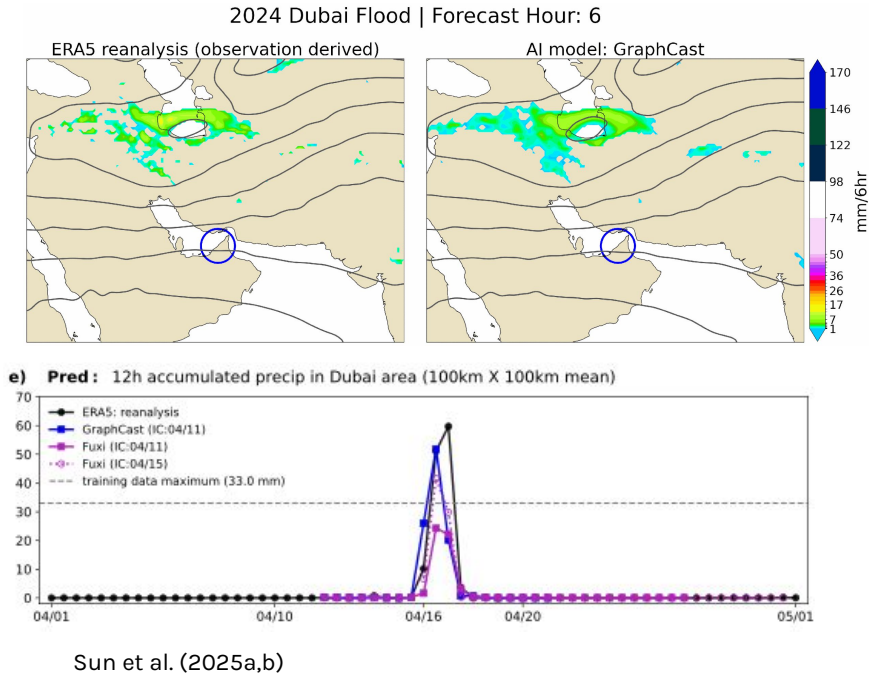 2024 Dubai Flood | Forecast Hour: 6
ERA5 reanalysis (observation derived)
AI model: GraphCast
170
146
122
98
74
50
36
26
17
7
1
mm/6hr
e) Pred: 12h accumulated precip in Dubai area (100km X 100km mean)
70
60
50
40
30
20
10
0
ERA5: reanalysis
GraphCast (IC:04/11)
Fuxi (IC:04/11)
Fuxi (IC:04/15)
training data maximum (33.0 mm)
04/01
04/10
04/16
04/20
05/01
Sun et al. (2025a,b)